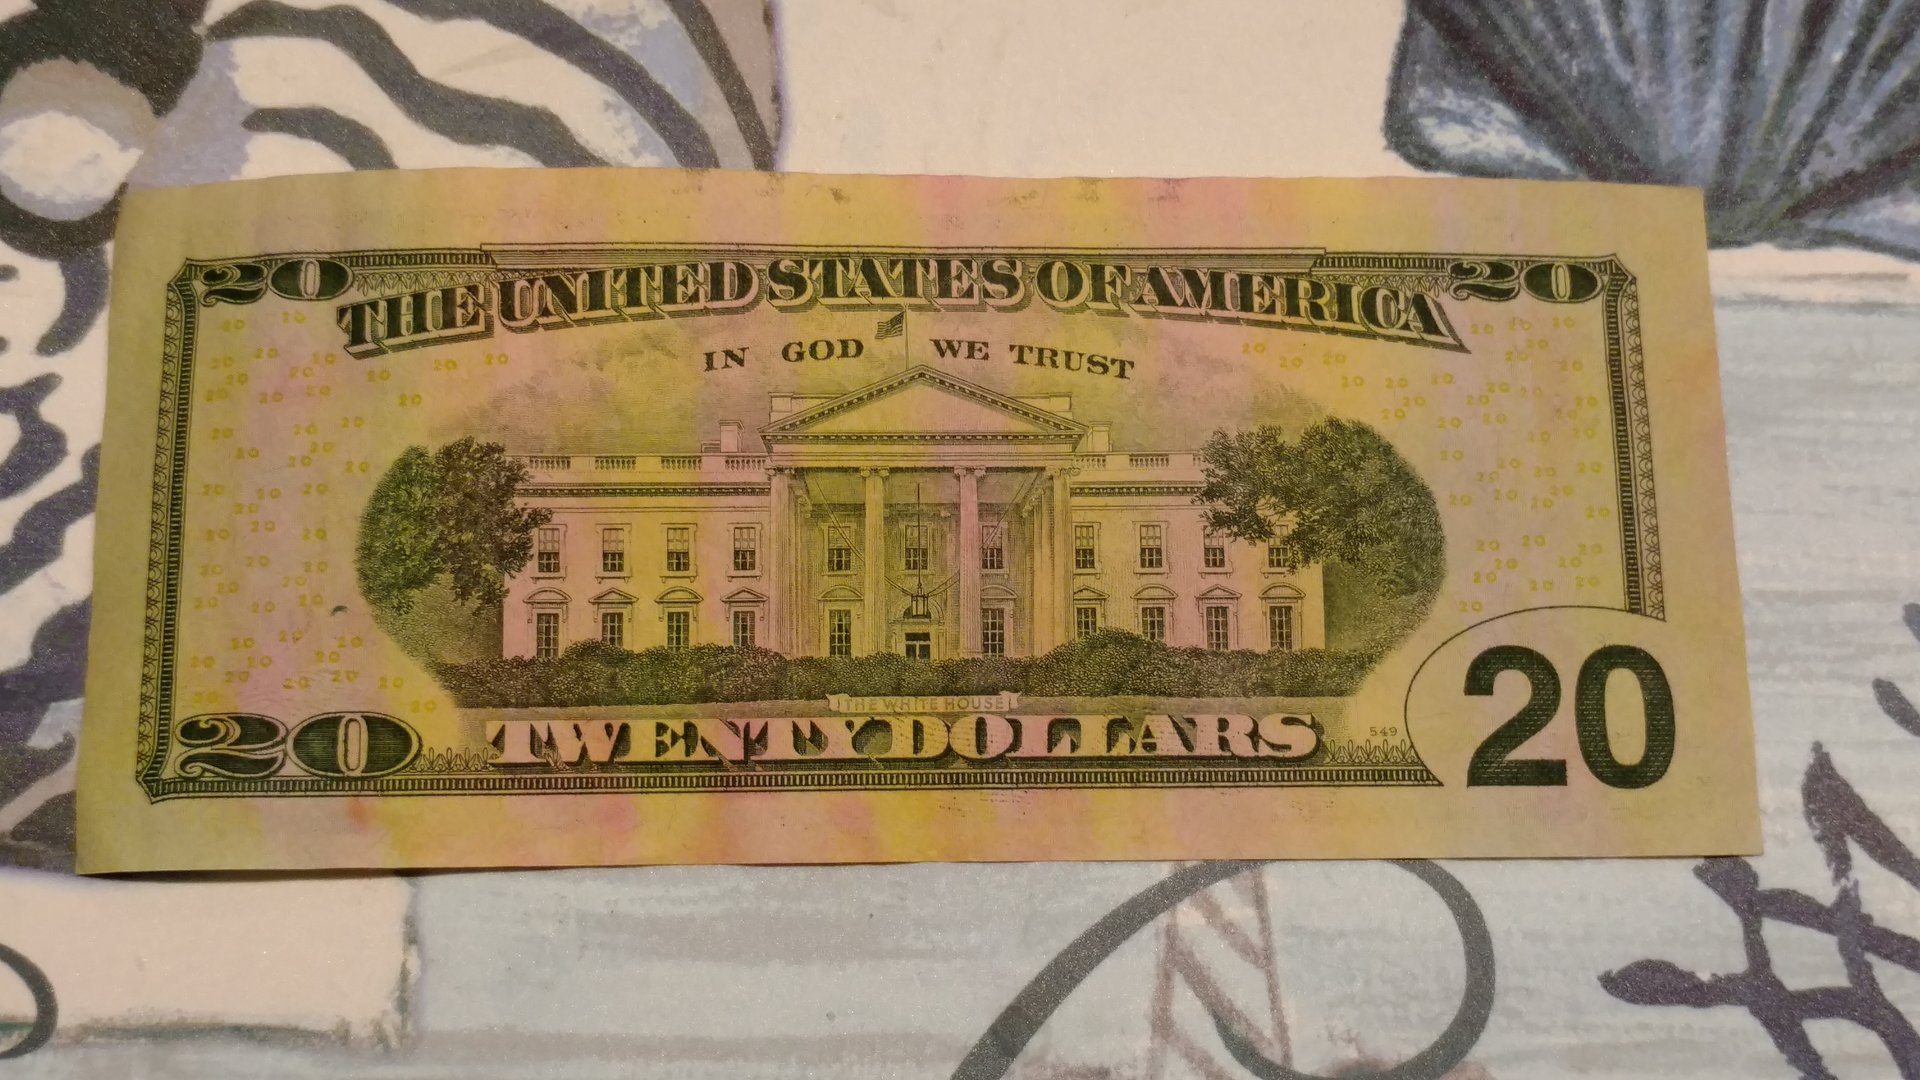 20 THE UNITED STATES OF AMERICA 20
IN GOD WE TRUST
THE WHITE HOUSE
20 TWENTY DOLLARS 549 20